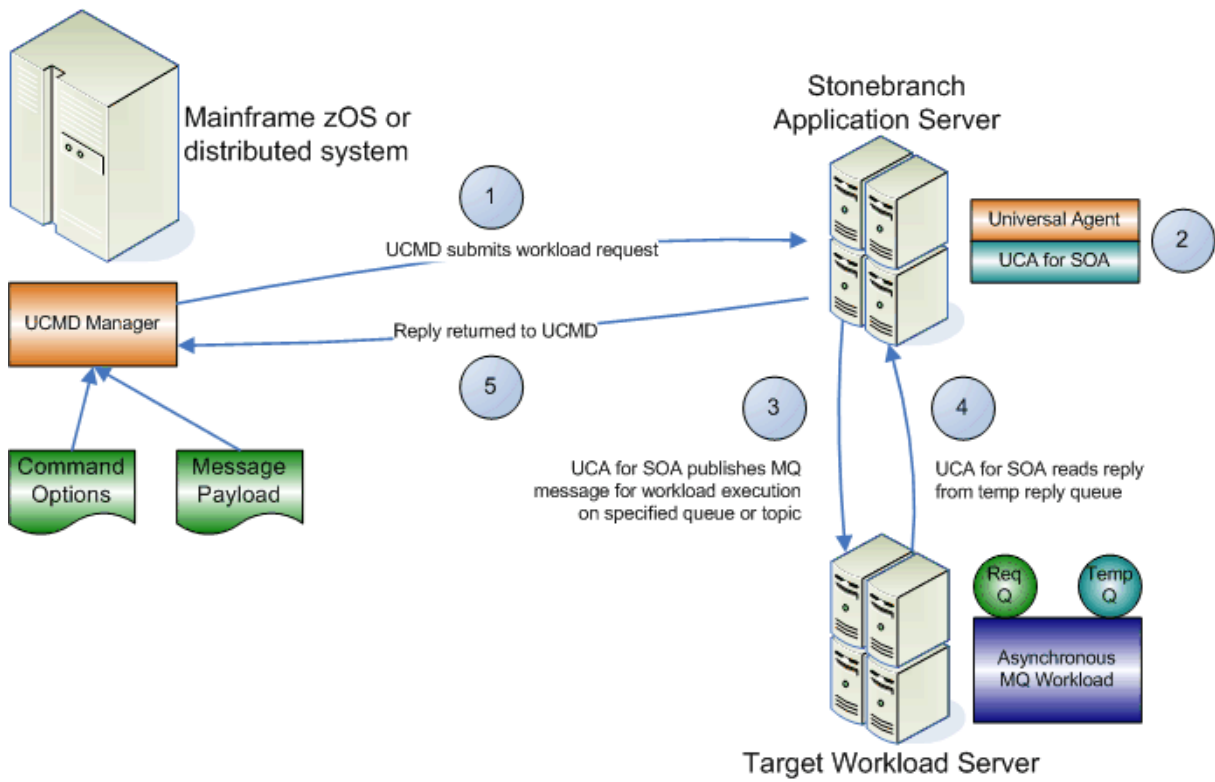 Mainframe zOS or
distributed system
Stonebranch
Application Server
1
UCMD submits workload request
Universal Agent
UCA for SOA
2
UCMD Manager
Reply returned to UCMD
5
3
4
Command
Options
Message
Payload
UCA for SOA publishes MQ
message for workload execution
on specified queue or topic
UCA for SOA reads reply
from temp reply queue
Req
Q
Temp
Q
Asynchronous
MQ Workload
Target Workload Server